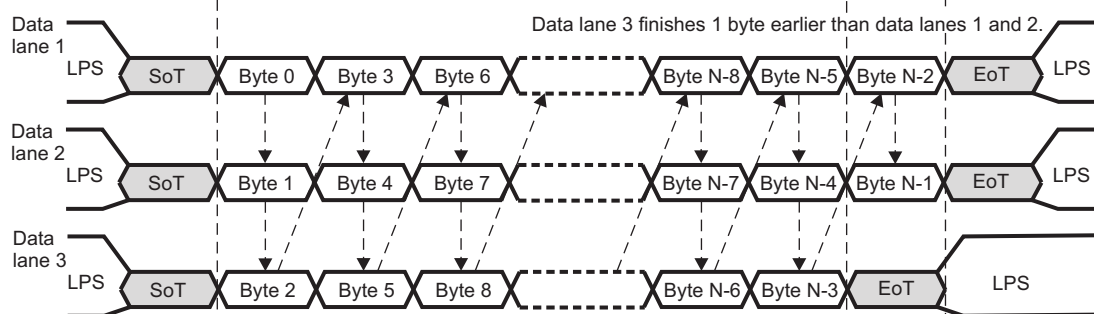 Data lane 3 finishes 1 byte earlier than data lanes 1 and 2.
Data
lane 1
LPS
SoT
Byte 0
Byte 3
Byte 6
Byte N-8
Byte N-5
Byte N-2
EoT
LPS
Data
lane 2
LPS
SoT
Byte 1
Byte 4
Byte 7
Byte N-7
Byte N-4
Byte N-1
EoT
LPS
Data
lane 3
LPS
SoT
Byte 2
Byte 5
Byte 8
Byte N-6
Byte N-3
EoT
LPS